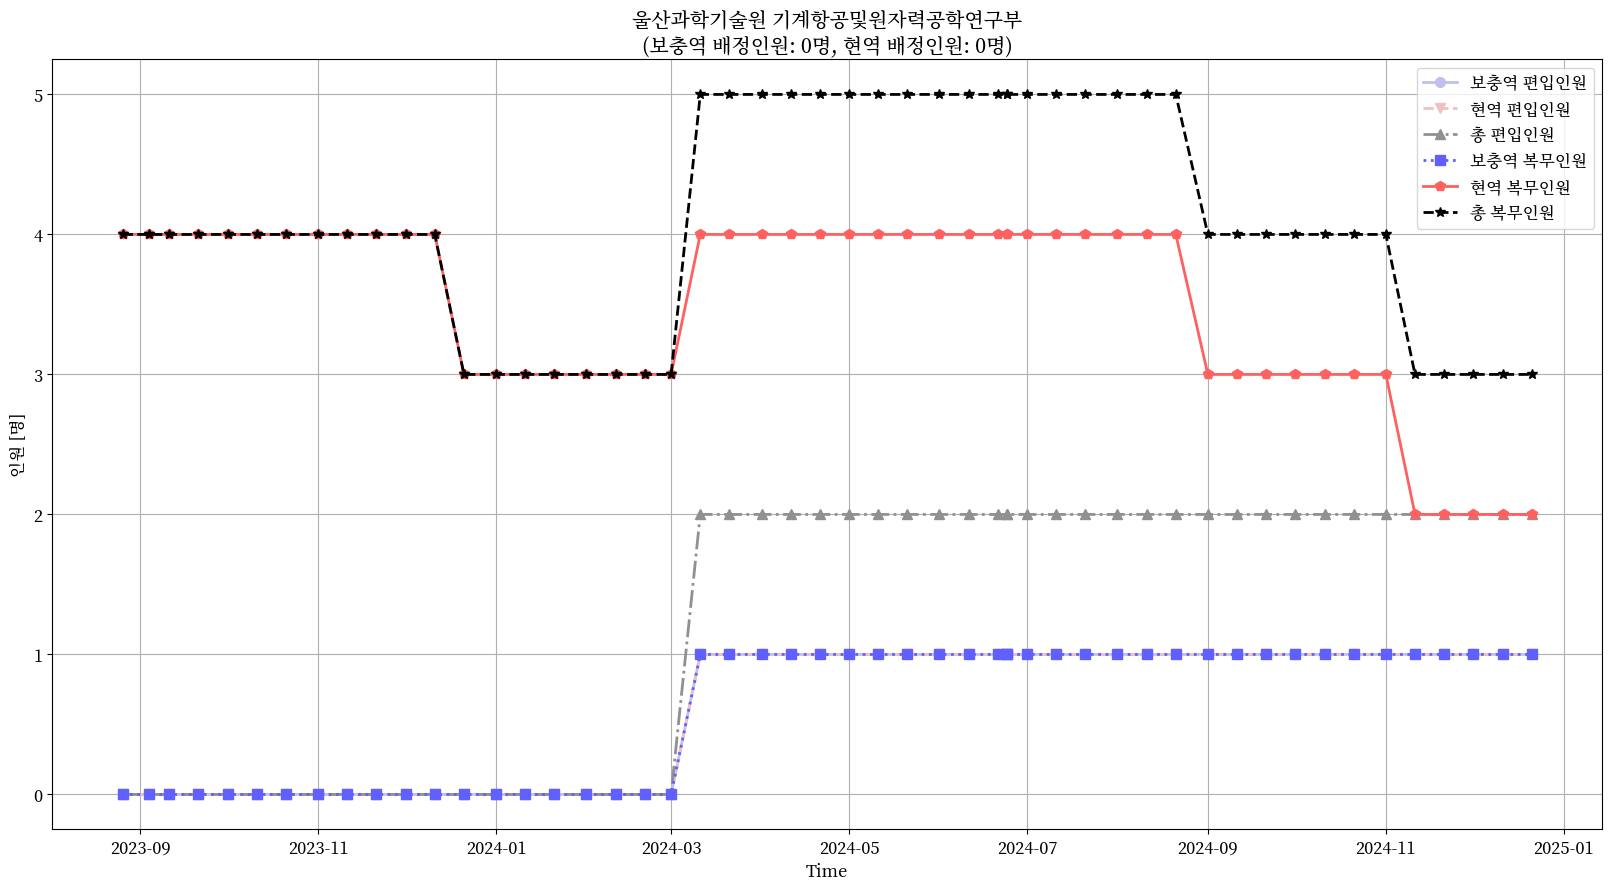 울산과학기술원 기계항공및원자력공학연구부
(보충역 배정인원: 0명, 현역 배정인원: 0명)
보충역 편입인원
현역 편입인원
총 편입인원
보충역 복무인원
현역 복무인원
총 복무인원
인원 [명]
5
4
3
2
1
0
2023-09
2023-11
2024-01
2024-03
2024-05
2024-07
2024-09
2024-11
2025-01
Time